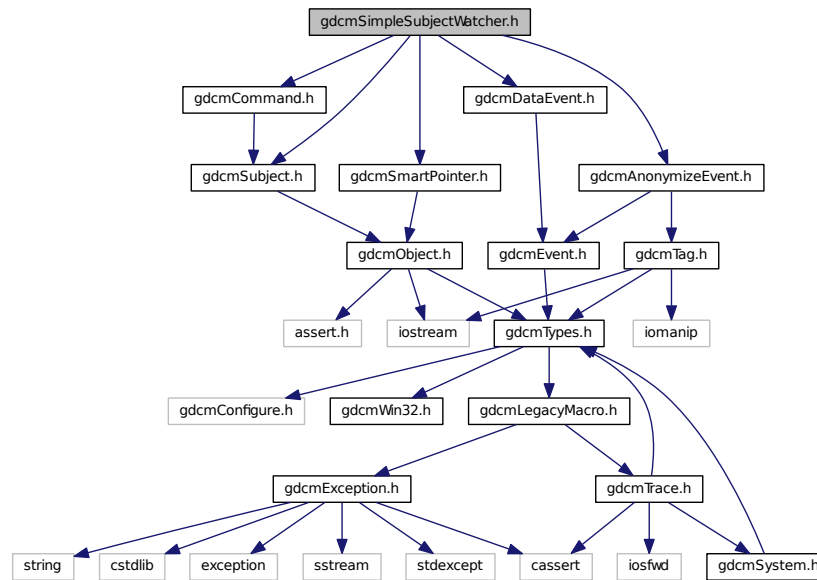 gdcmSimpleSubjectWatcher.h
gdcmCommand.h
gdcmDataEvent.h
gdcmSubject.h
gdcmSmartPointer.h
gdcmAnonymizeEvent.h
gdcmObject.h
gdcmEvent.h
gdcmTag.h
assert.h
iostream
gdcmTypes.h
iomanip
gdcmConfigure.h
gdcmWin32.h
gdcmLegacyMacro.h
gdcmException.h
gdcmTrace.h
string
cstdlib
exception
sstream
stdexcept
cassert
iosfwd
gdcmSystem.h